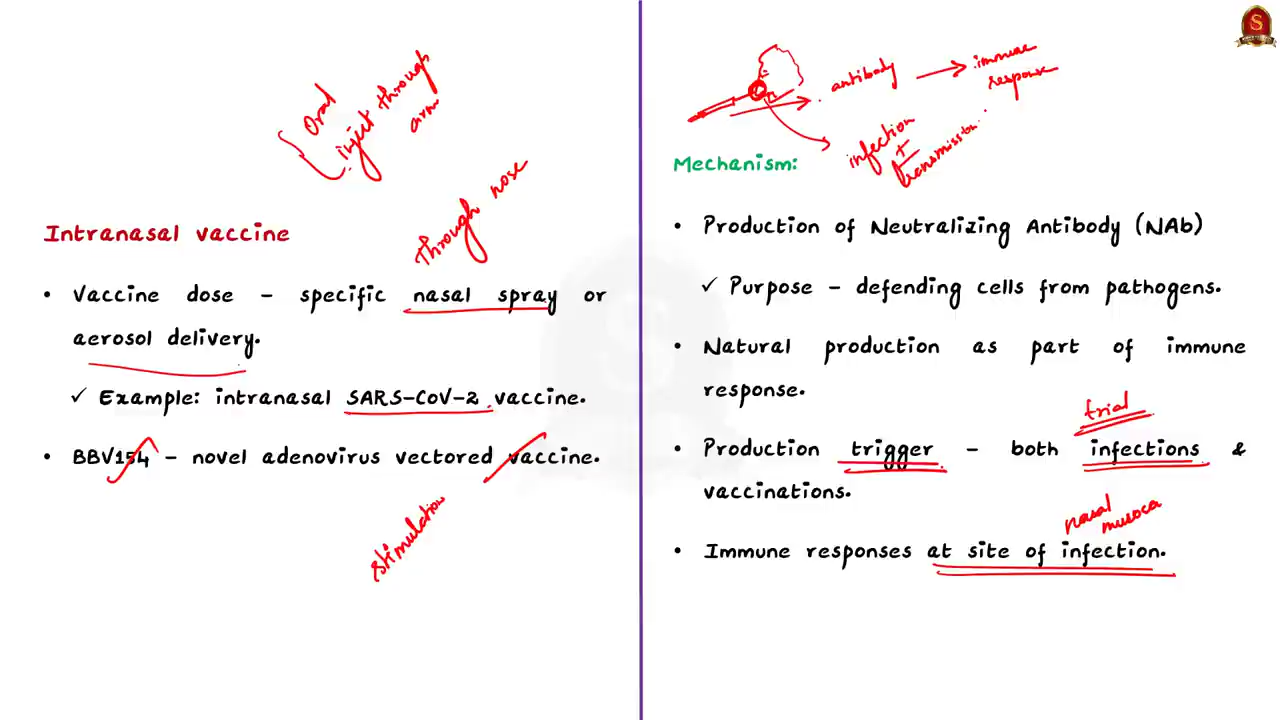 Oral
inject through
arm
through nose
Intranasal vaccine
• Vaccine dose – specific nasal spray or
aerosol delivery.
✓ Example: intranasal SARS-CoV-2 vaccine.
• BBV154 – novel adenovirus vectored vaccine.
stimulation
antibody → immune
response
infection
+
transmission
Mechanism:
• Production of Neutralizing Antibody (NAb)
✓ Purpose – defending cells from pathogens.
• Natural production as part of immune
response.
trial
• Production trigger – both infections &
vaccinations.
nasal
musoca
• Immune responses at site of infection.
S